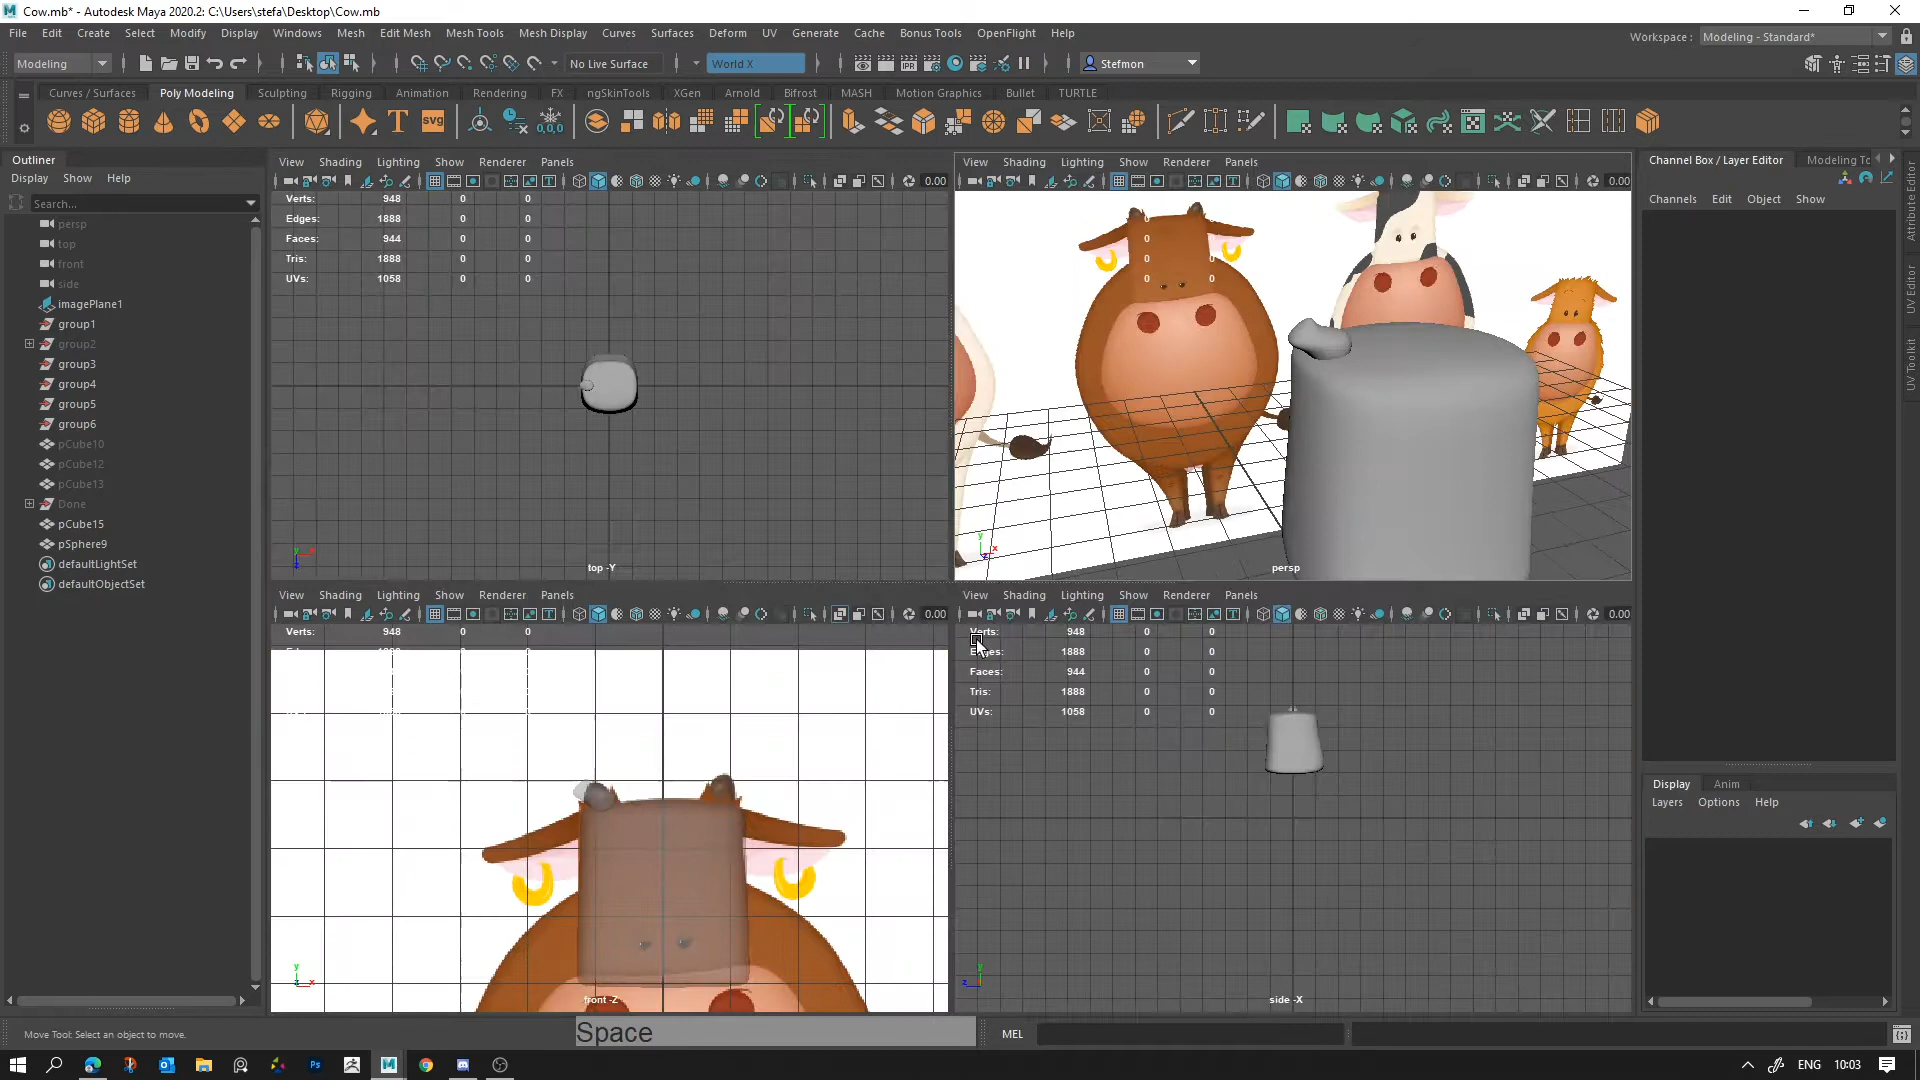 Cow.mb* - Autodesk Maya 2020.2: C:\Users\stefa\Desktop\Cow.mb
File Edit Create Select Modify Display Windows Mesh Edit Mesh Mesh Tools Mesh Display Curves Surfaces Deform UV Generate Cache Bonus Tools OpenFlight Help
Workspace : Modeling - Standard*
Modeling No Live Surface World X Stefmon
Curves / Surfaces Poly Modeling Sculpting Rigging Animation Rendering FX ngSkinTools XGen Arnold Bifrost MASH Motion Graphics Bullet TURTLE
IPR T SVG 0,0,0
Outliner
Display Show Help
Search...
persp
top
front
side
imagePlane1
group1
group2
group3
group4
group5
group6
pCube10
pCube12
pCube13
Done
pCube15
pSphere9
defaultLightSet
defaultObjectSet
View Shading Lighting Show Renderer Panels
0.00
Verts: 948 0 0
Edges: 1888 0 0
Faces: 944 0 0
Tris: 1888 0 0
UVs: 1058 0 0
top -Y
View Shading Lighting Show Renderer Panels
0.00
persp
View Shading Lighting Show Renderer Panels
0.00
Verts: 948 0 0
front -Z
View Shading Lighting Show Renderer Panels
0.00
Verts: 948 0 0
Edges: 1888 0 0
Faces: 944 0 0
Tris: 1888 0 0
UVs: 1058 0 0
side -X
Channel Box / Layer Editor Modeling To
Channels Edit Object Show
Attribute Editor
UV Editor
UV Toolkit
Display Anim
Layers Options Help
Move Tool: Select an object to move.
Space
MEL
Ps
M
ENG 10:03